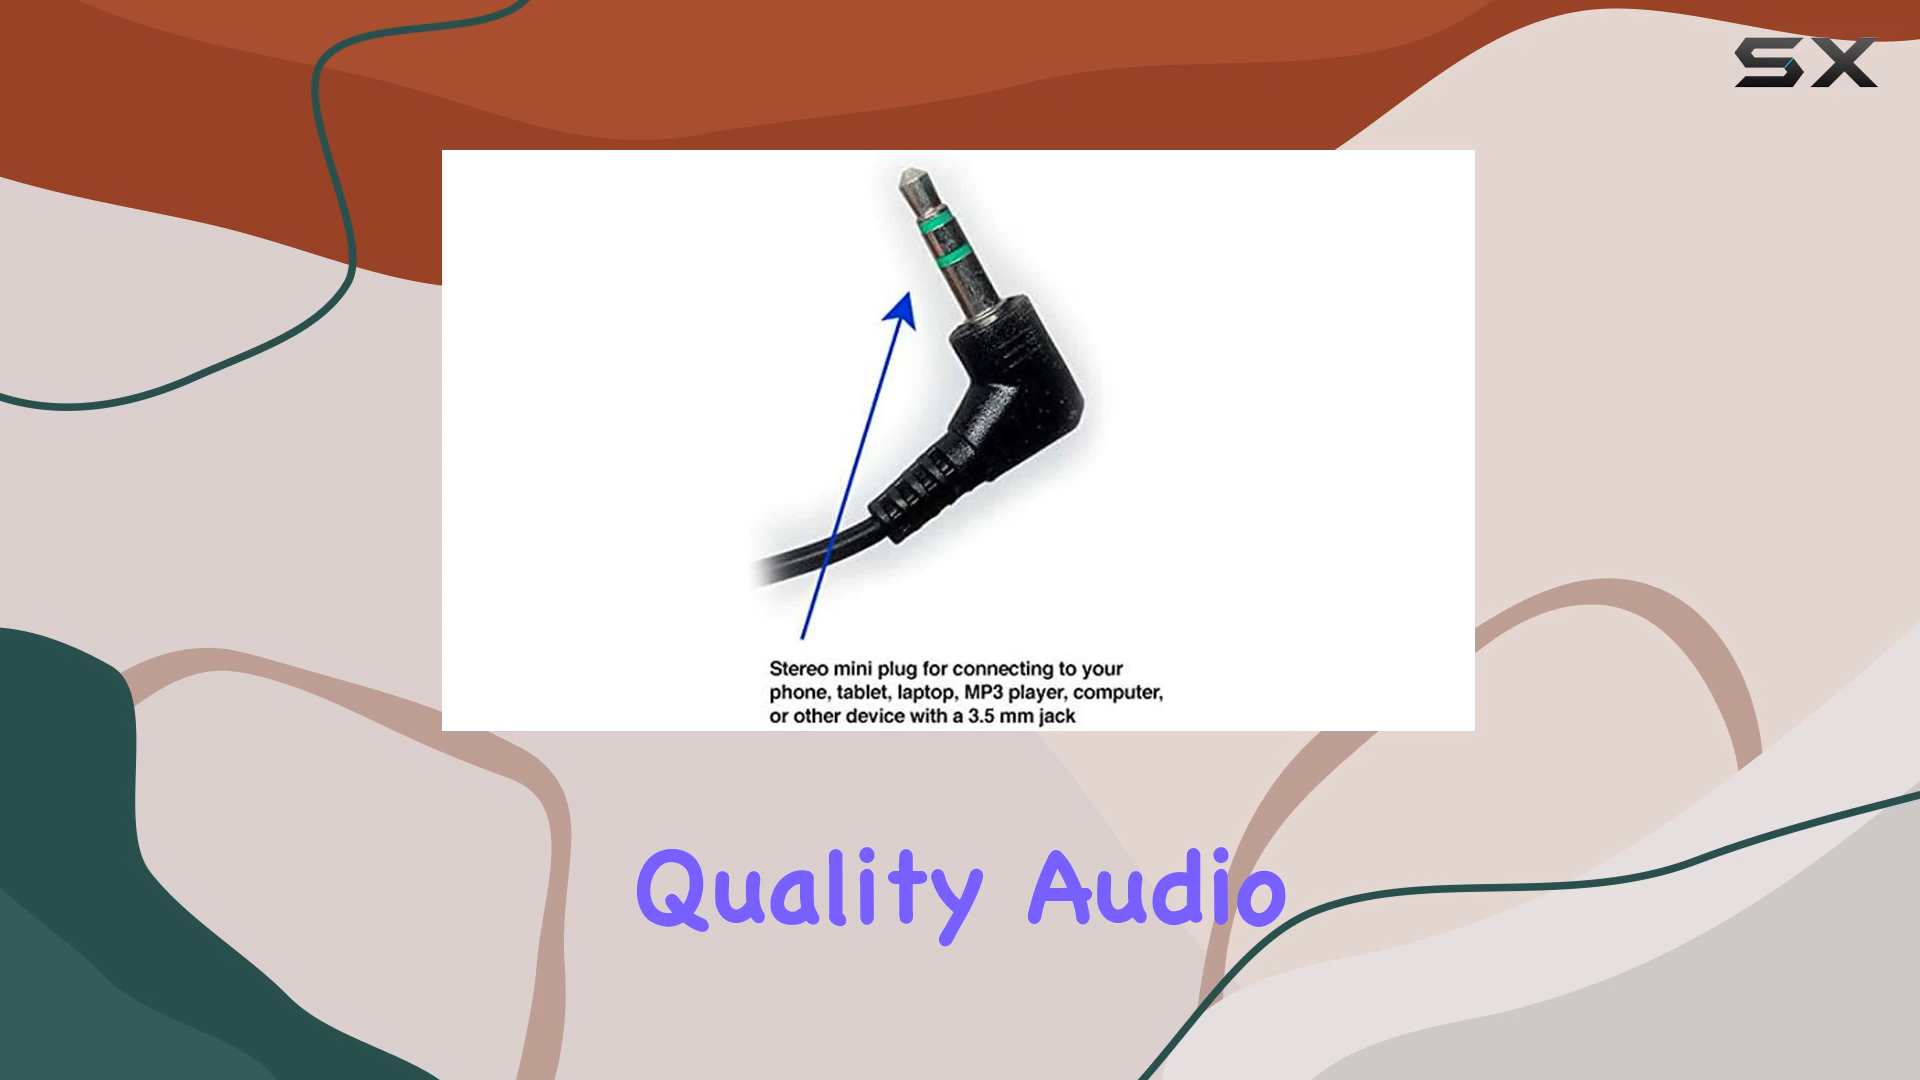 SX
Stereo mini plug for connecting to your
phone, tablet, laptop, MP3 player, computer,
or other device with a 3.5 mm jack
Quality Audio